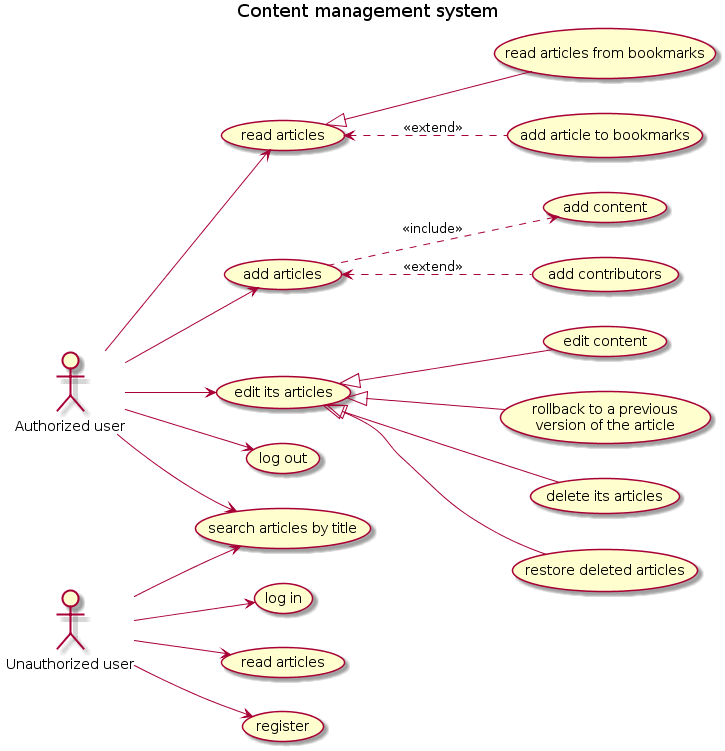 Content management system
read articles from bookmarks
read articles
«extend»
add article to bookmarks
add content
«include»
add articles
«extend»
add contributors
edit content
edit its articles
rollback to a previous
version of the article
Authorized user
log out
delete its articles
search articles by title
restore deleted articles
log in
Unauthorized user
read articles
register